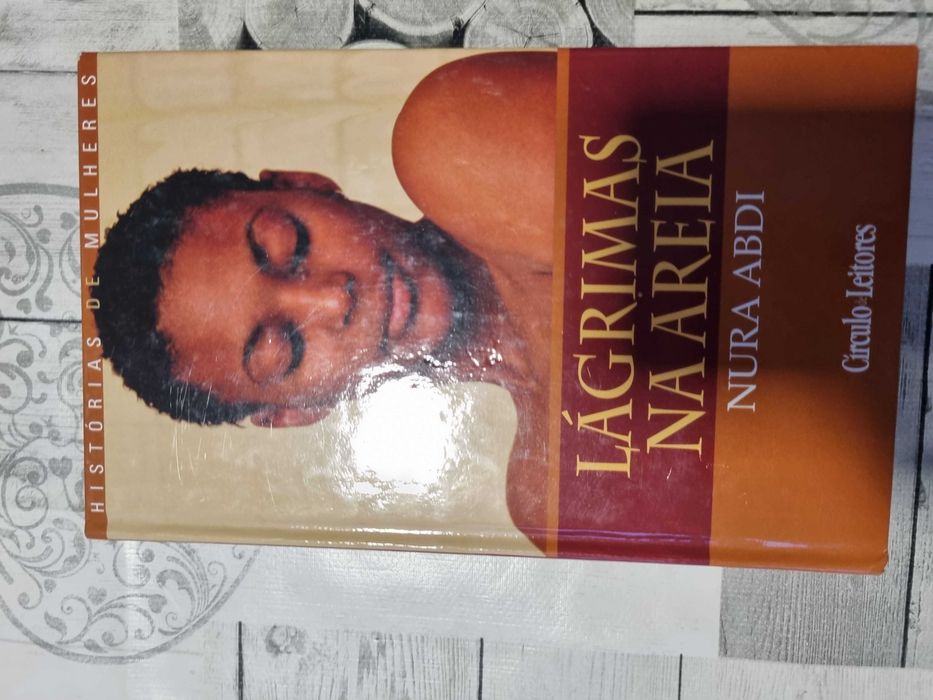 HISTÓRIAS DE MULHERES
LÁGRIMAS
NA AREIA
NURA ABDI
Círculo de Leitores